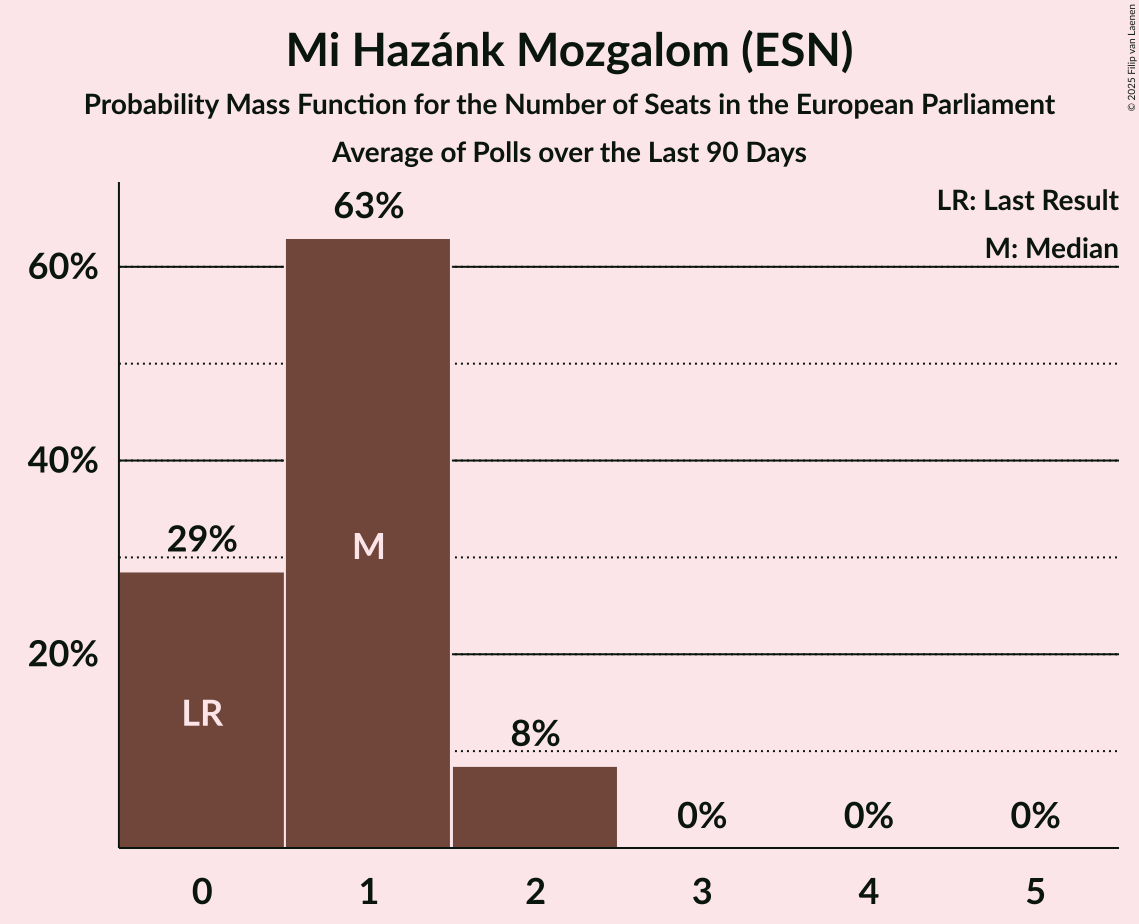 Mi Hazánk Mozgalom (ESN)
Probability Mass Function for the Number of Seats in the European Parliament
Average of Polls over the Last 90 Days
© 2025 Filip van Laenen
LR: Last Result
M: Median
63%
60%
40%
29%
M
20%
LR
8%
0% 0% 0%
0 1 2 3 4 5